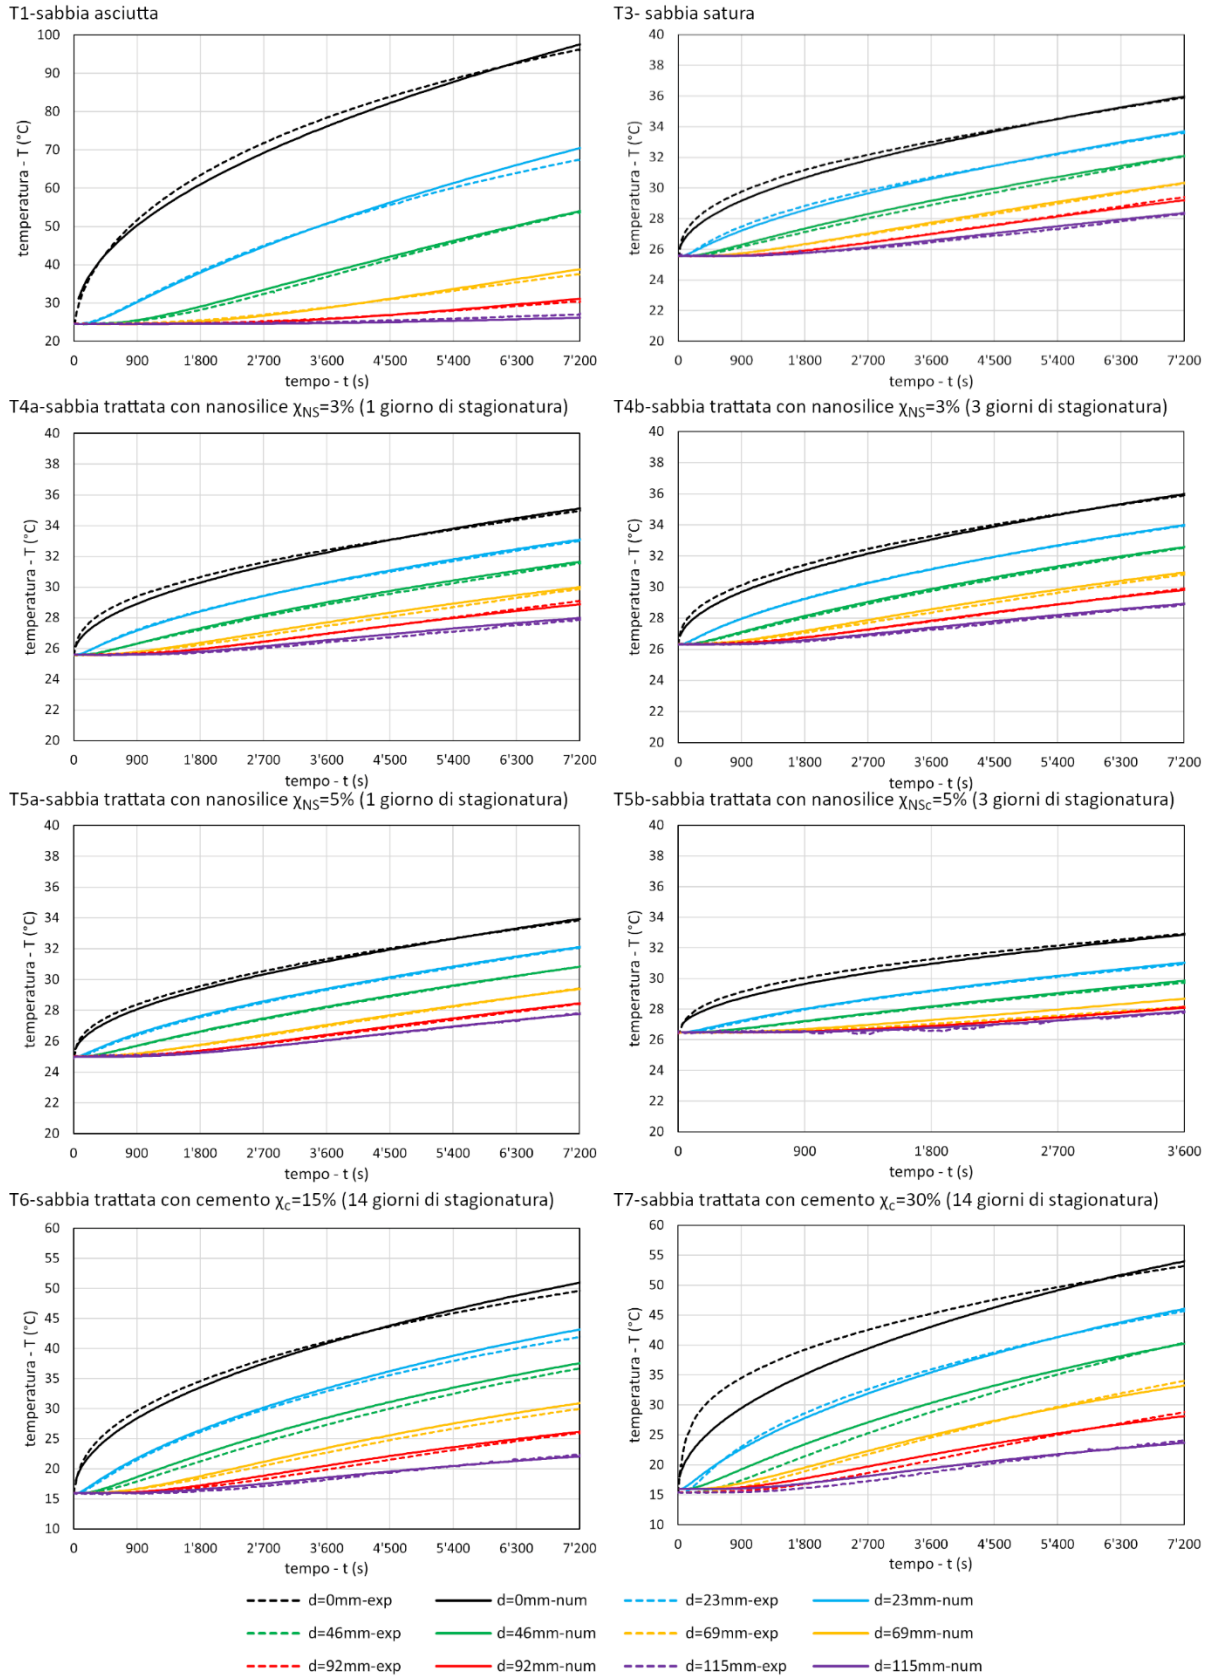 T1-sabbia asciutta
temperatura - T (°C)
100
90
80
70
60
50
40
30
20
0 900 1'800 2'700 3'600 4'500 5'400 6'300 7'200
tempo - t (s)
T3- sabbia satura
temperatura - T (°C)
40
38
36
34
32
30
28
26
24
22
20
0 900 1'800 2'700 3'600 4'500 5'400 6'300 7'200
tempo - t (s)
T4a-sabbia trattata con nanosilice χNS=3% (1 giorno di stagionatura)
temperatura - T (°C)
40
38
36
34
32
30
28
26
24
22
20
0 900 1'800 2'700 3'600 4'500 5'400 6'300 7'200
tempo - t (s)
T4b-sabbia trattata con nanosilice χNS=3% (3 giorni di stagionatura)
temperatura - T (°C)
40
38
36
34
32
30
28
26
24
22
20
0 900 1'800 2'700 3'600 4'500 5'400 6'300 7'200
tempo - t (s)
T5a-sabbia trattata con nanosilice χNS=5% (1 giorno di stagionatura)
temperatura - T (°C)
40
38
36
34
32
30
28
26
24
22
20
0 900 1'800 2'700 3'600 4'500 5'400 6'300 7'200
tempo - t (s)
T5b-sabbia trattata con nanosilice χNSc=5% (3 giorni di stagionatura)
temperatura - T (°C)
40
38
36
34
32
30
28
26
24
22
20
0 900 1'800 2'700 3'600
tempo - t (s)
T6-sabbia trattata con cemento χc=15% (14 giorni di stagionatura)
temperatura - T (°C)
60
55
50
45
40
35
30
25
20
15
10
0 900 1'800 2'700 3'600 4'500 5'400 6'300 7'200
tempo - t (s)
T7-sabbia trattata con cemento χc=30% (14 giorni di stagionatura)
temperatura - T (°C)
60
55
50
45
40
35
30
25
20
15
10
0 900 1'800 2'700 3'600 4'500 5'400 6'300 7'200
tempo - t (s)
d=0mm-exp d=0mm-num d=23mm-exp d=23mm-num
d=46mm-exp d=46mm-num d=69mm-exp d=69mm-num
d=92mm-exp d=92mm-num d=115mm-exp d=115mm-num